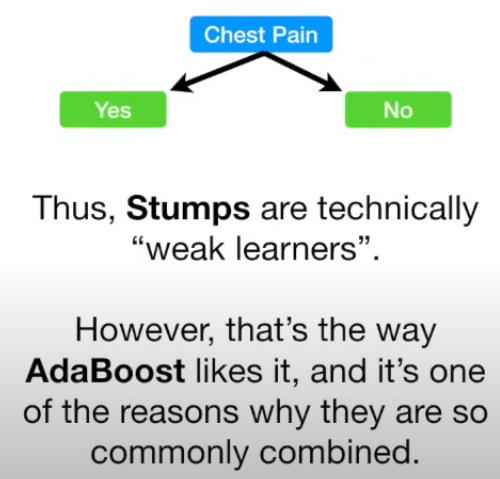 Chest Pain
Yes
No
Thus, Stumps are technically
“weak learners”.
However, that’s the way
AdaBoost likes it, and it’s one
of the reasons why they are so
commonly combined.